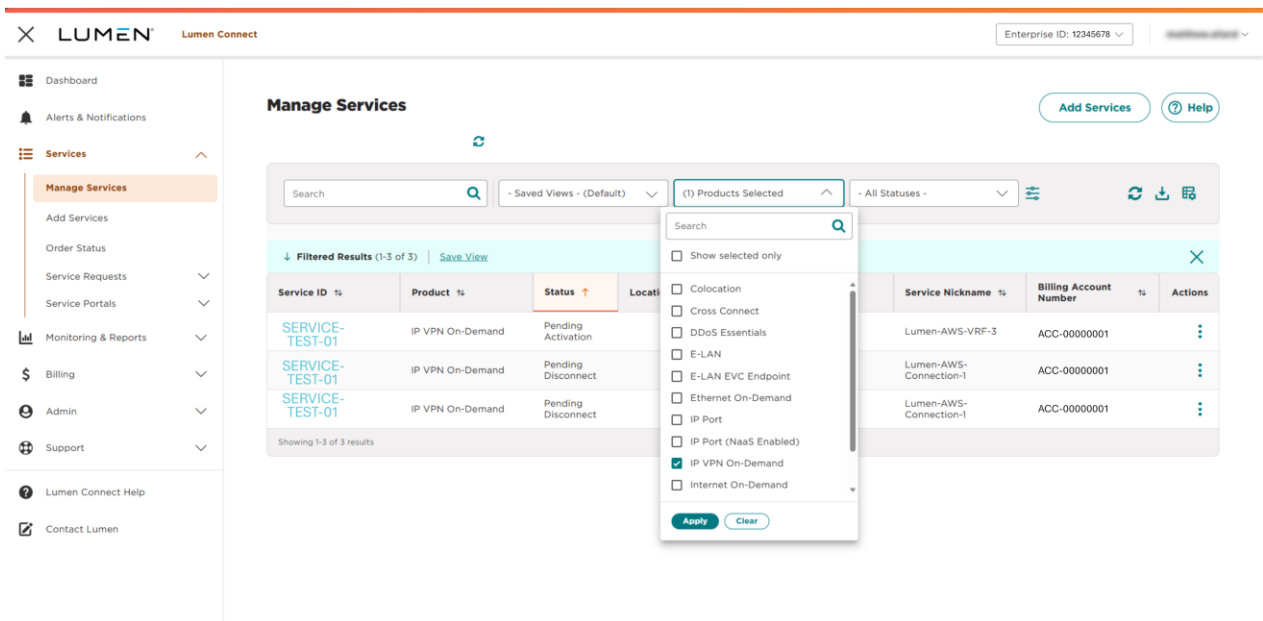 LUMEN
Lumen Connect
Enterprise ID: 12345678
Dashboard
Alerts & Notifications
Services
Manage Services
Add Services
Order Status
Service Requests
Service Portals
Monitoring & Reports
Billing
Admin
Support
Lumen Connect Help
Contact Lumen
Manage Services
Add Services
Help
Search
- Saved Views - (Default)
(1) Products Selected
- All Statuses -
Filtered Results (1-3 of 3)
Save View
Service ID
Product
Status
Locati
Service Nickname
Billing Account
Number
Actions
SERVICE-
TEST-01
IP VPN On-Demand
Pending
Activation
Lumen-AWS-VRF-3
ACC-00000001
SERVICE-
TEST-01
IP VPN On-Demand
Pending
Disconnect
Lumen-AWS-
Connection-1
ACC-00000001
SERVICE-
TEST-01
IP VPN On-Demand
Pending
Disconnect
Lumen-AWS-
Connection-1
ACC-00000001
Showing 1-3 of 3 results
Search
Show selected only
Colocation
Cross Connect
DDoS Essentials
E-LAN
E-LAN EVC Endpoint
Ethernet On-Demand
IP Port
IP Port (NaaS Enabled)
IP VPN On-Demand
Internet On-Demand
Apply
Clear